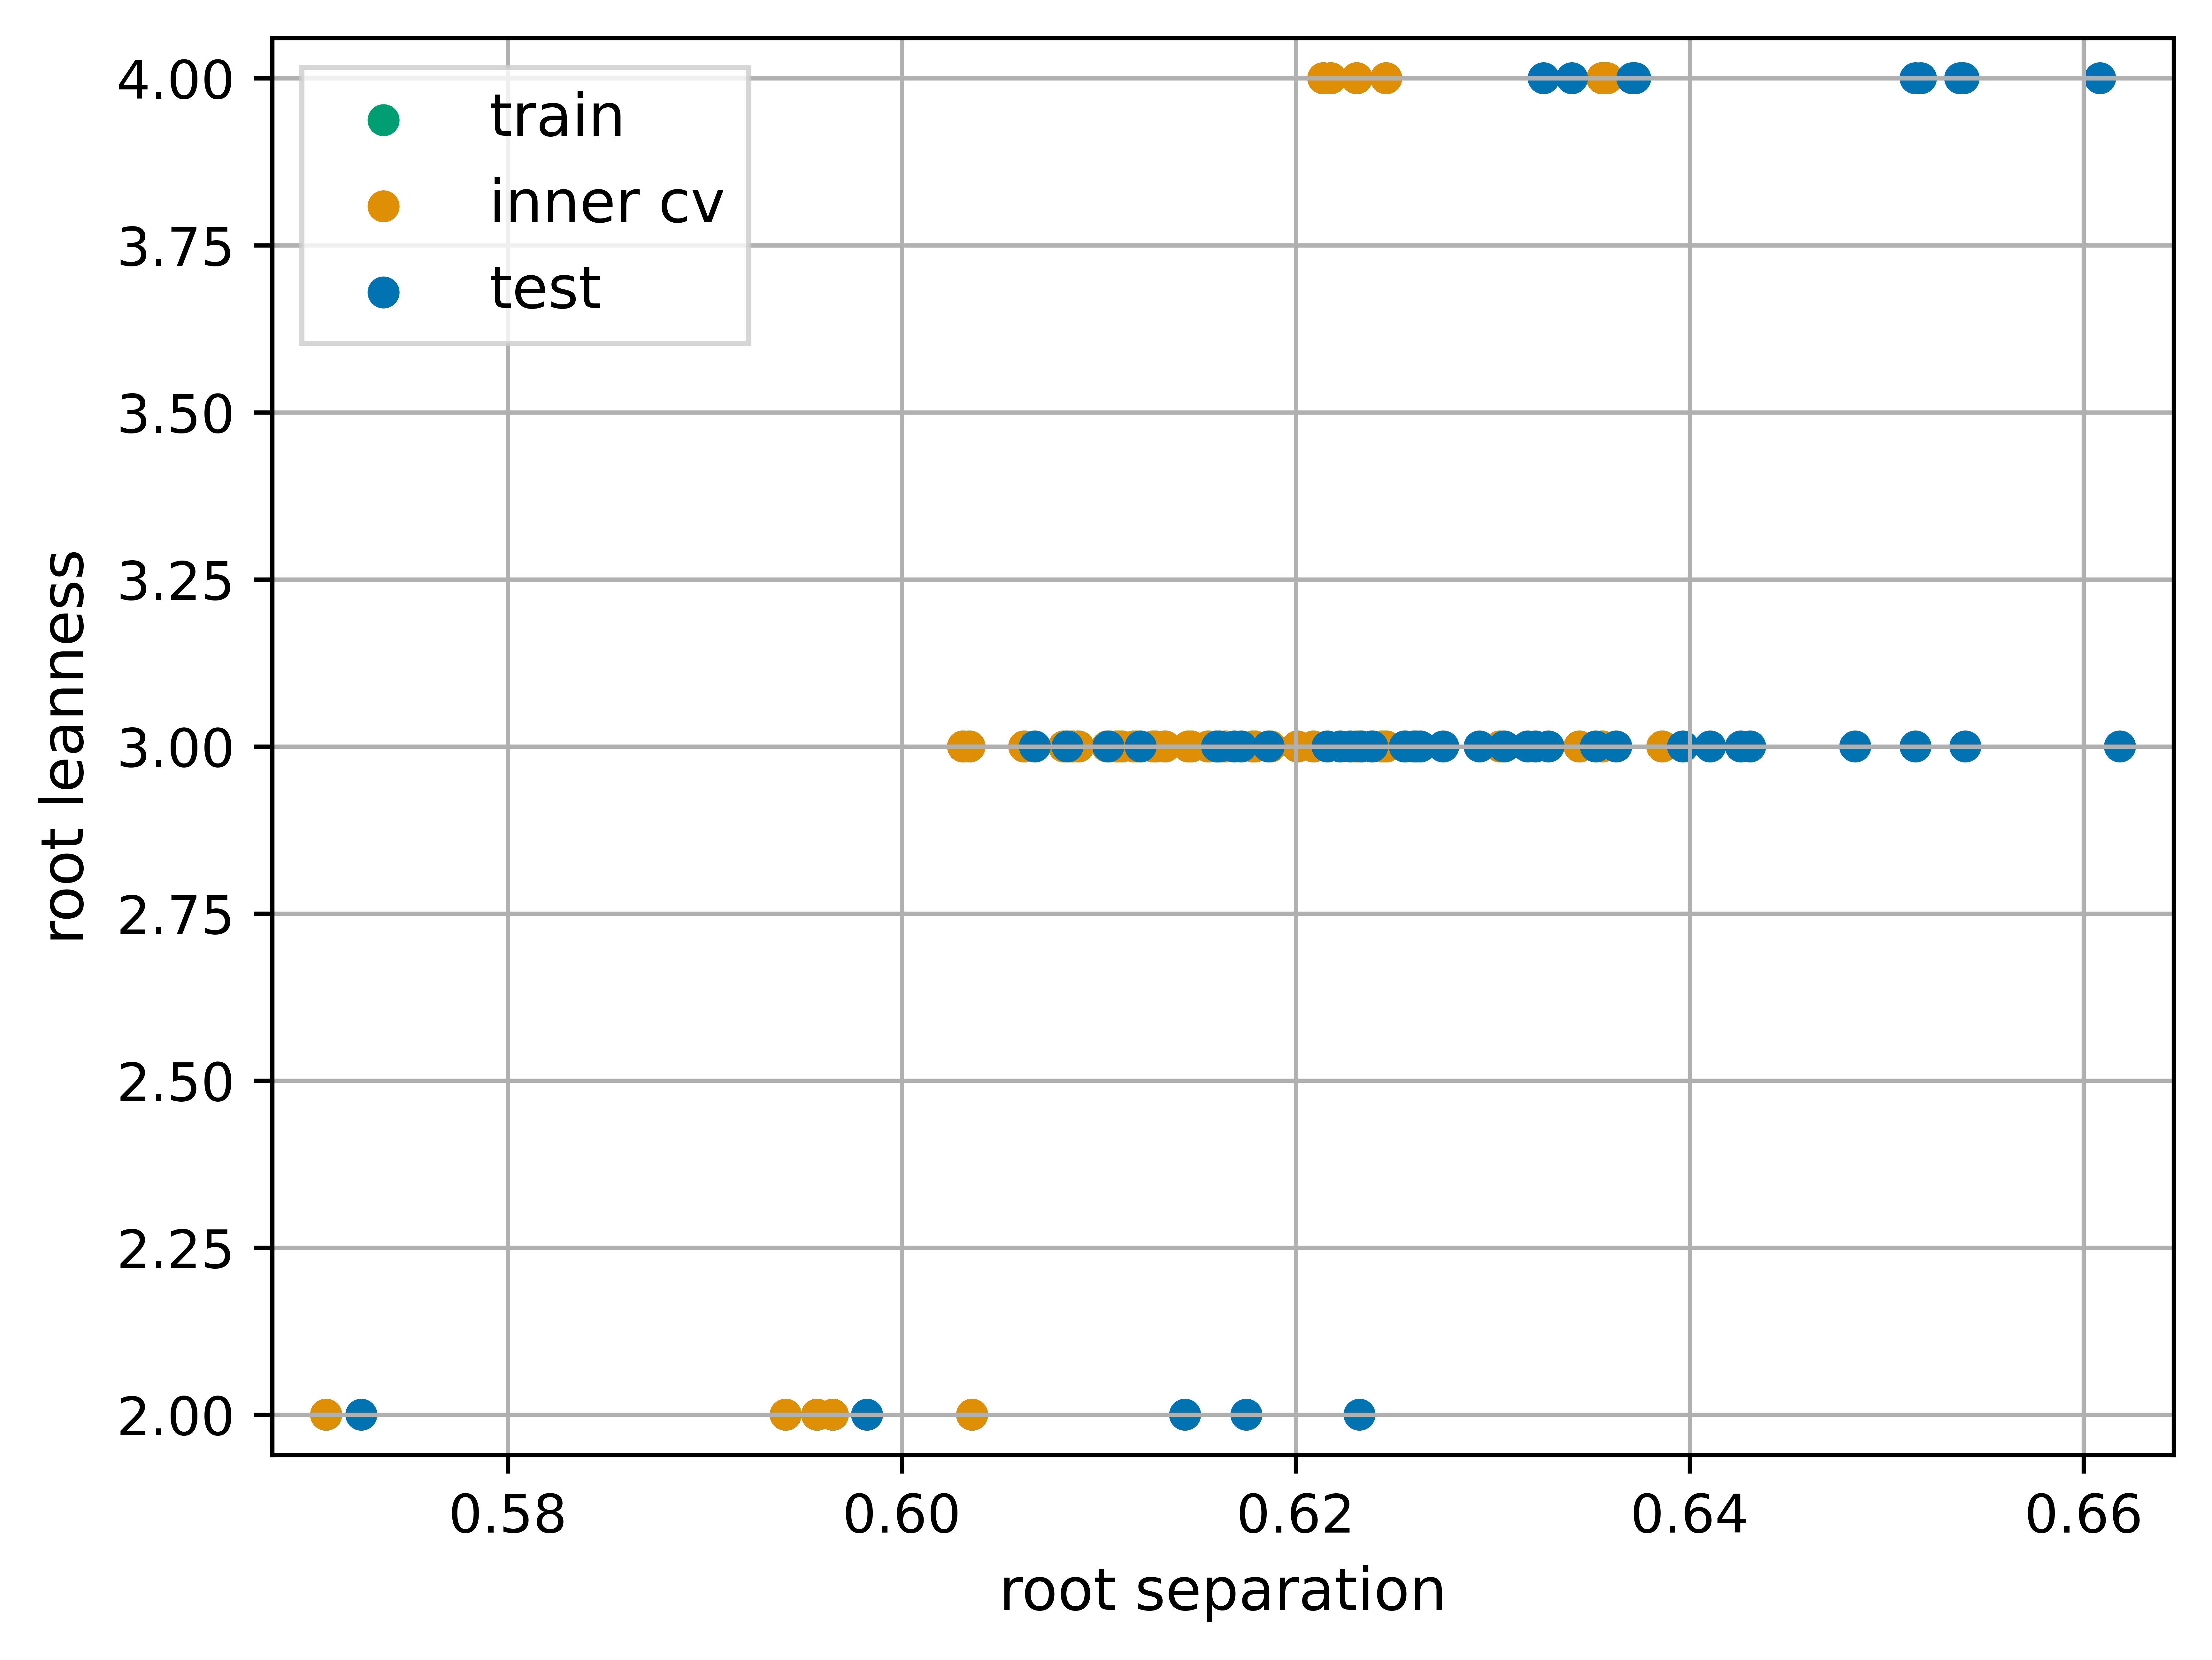 train
inner cv
test
4.00
3.75
3.50
3.25
3.00
2.75
2.50
2.25
2.00
root leanness
0.58 0.60 0.62 0.64 0.66
root separation